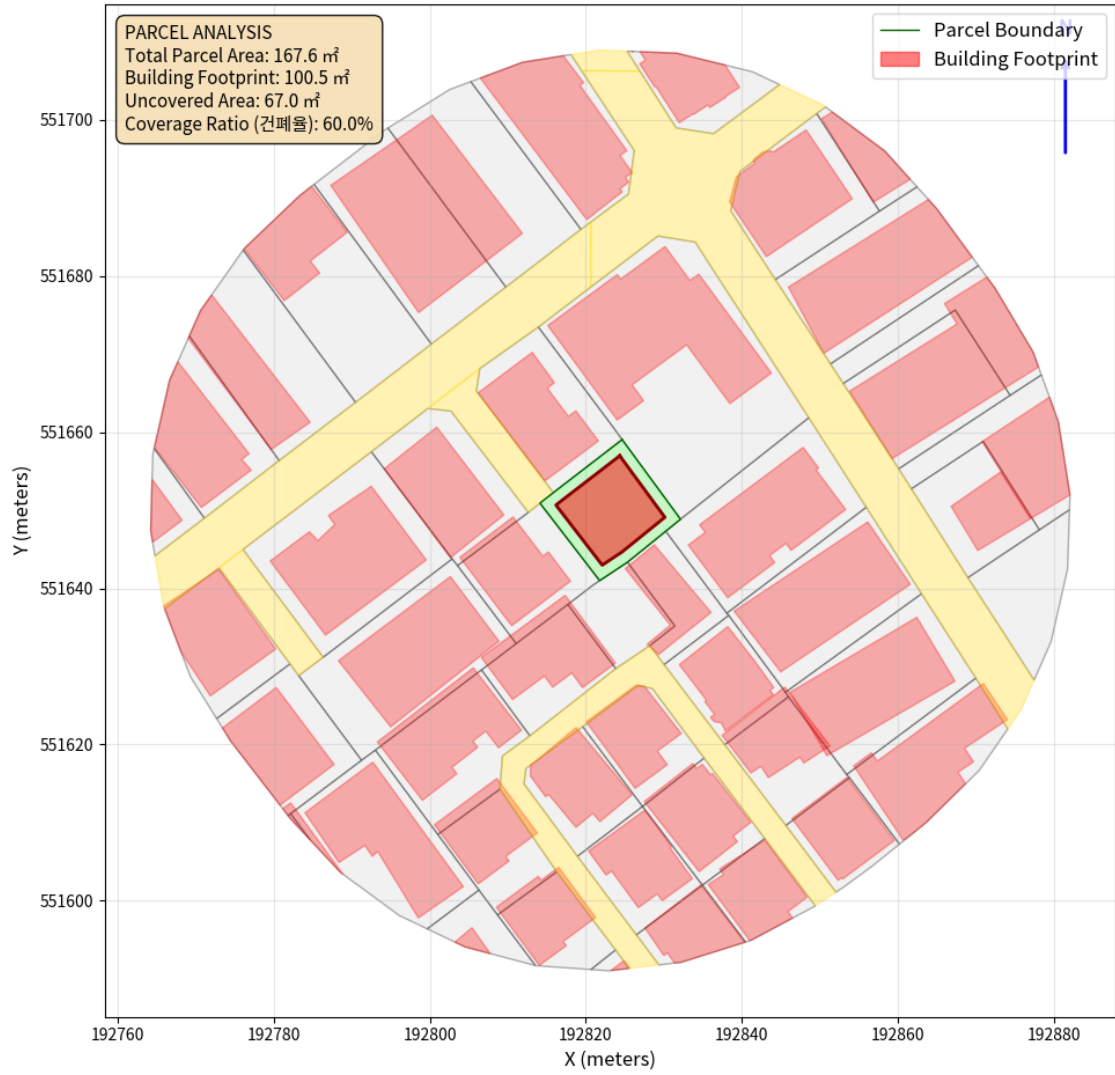 PARCEL ANALYSIS
Total Parcel Area: 167.6 ㎡
Building Footprint: 100.5 ㎡
Uncovered Area: 67.0 ㎡
Coverage Ratio (건폐율): 60.0%
Parcel Boundary
Building Footprint
N
551700
551680
551660
551640
551620
551600
Y (meters)
192760
192780
192800
192820
192840
192860
192880
X (meters)